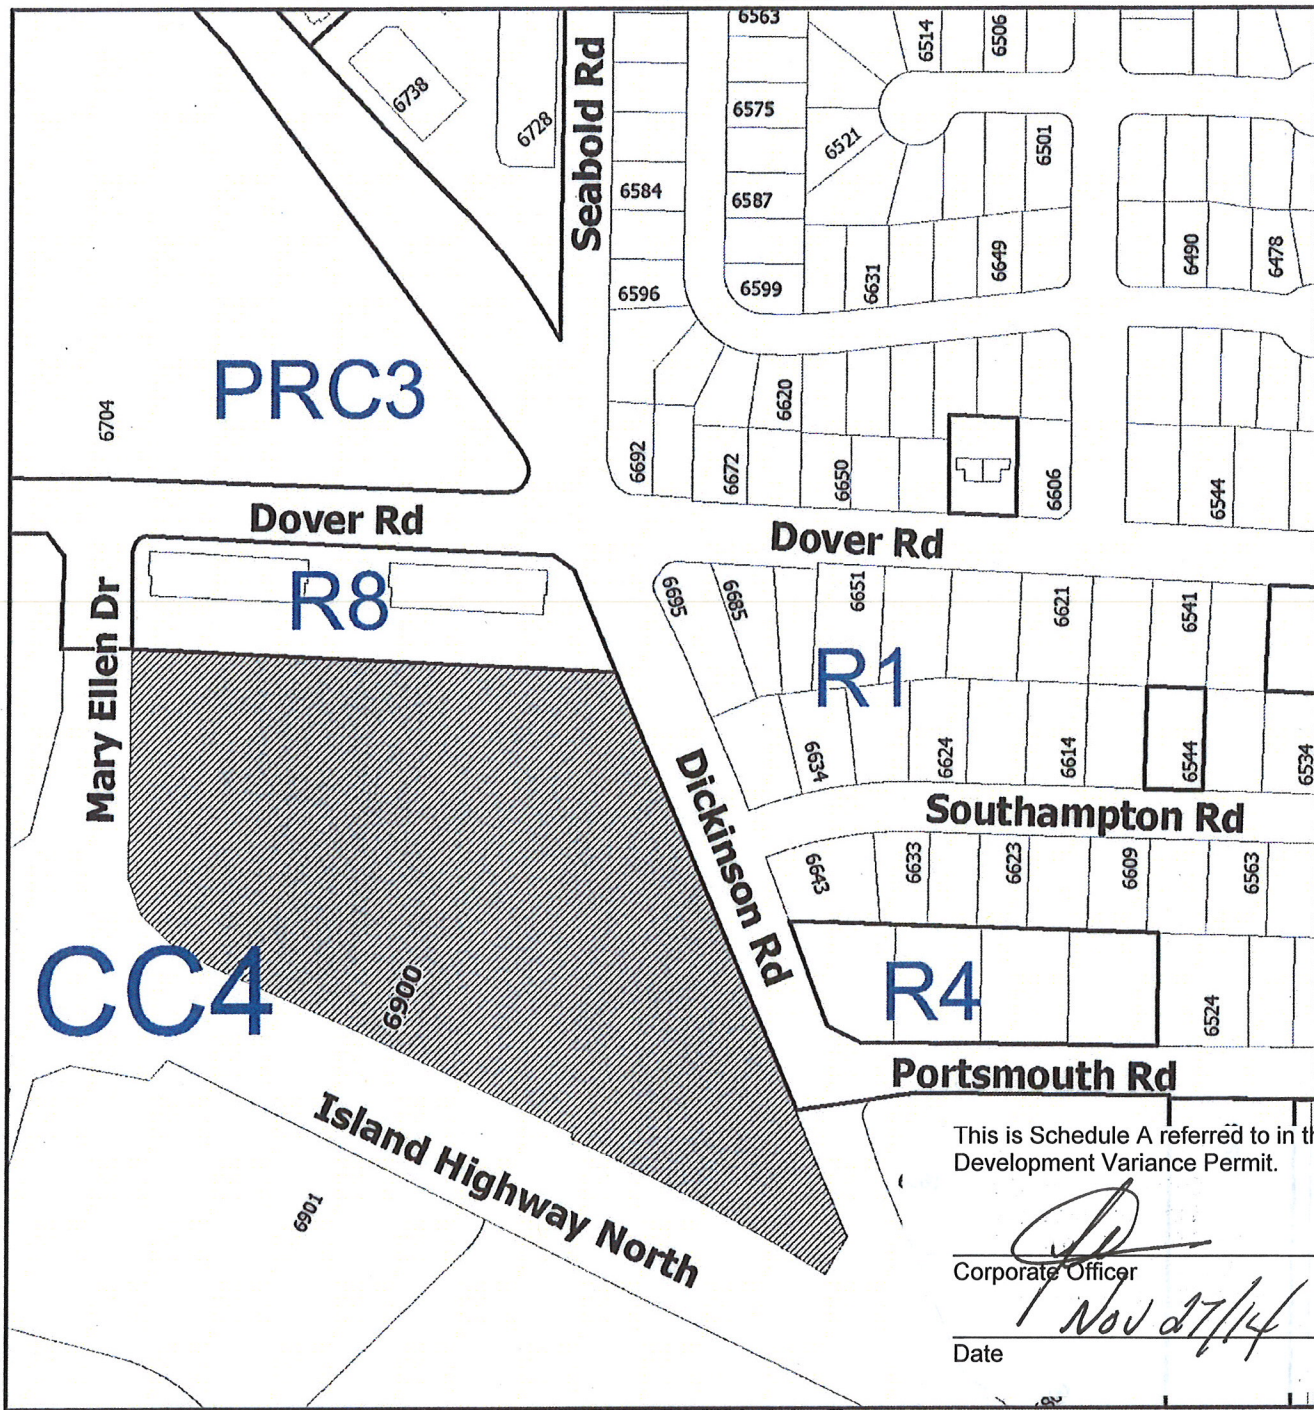 6563
6514
6506
Seabold Rd
6738
6728
6575
6521
6501
6584
6587
6631
6649
6490
6478
6596
6599
PRC3
6704
6620
6692
6672
6650
6606
6544
Dover Rd
Dover Rd
Mary Ellen Dr
R8
6695
6685
6651
6621
6541
R1
6634
6624
6614
6544
6534
Dickinson Rd
Southampton Rd
6643
6633
6623
6609
6563
CC4
6900
R4
6524
Portsmouth Rd
Island Highway North
6901
This is Schedule A referred to in th
Development Variance Permit.
Corporate Officer
Nov 27/14
Date